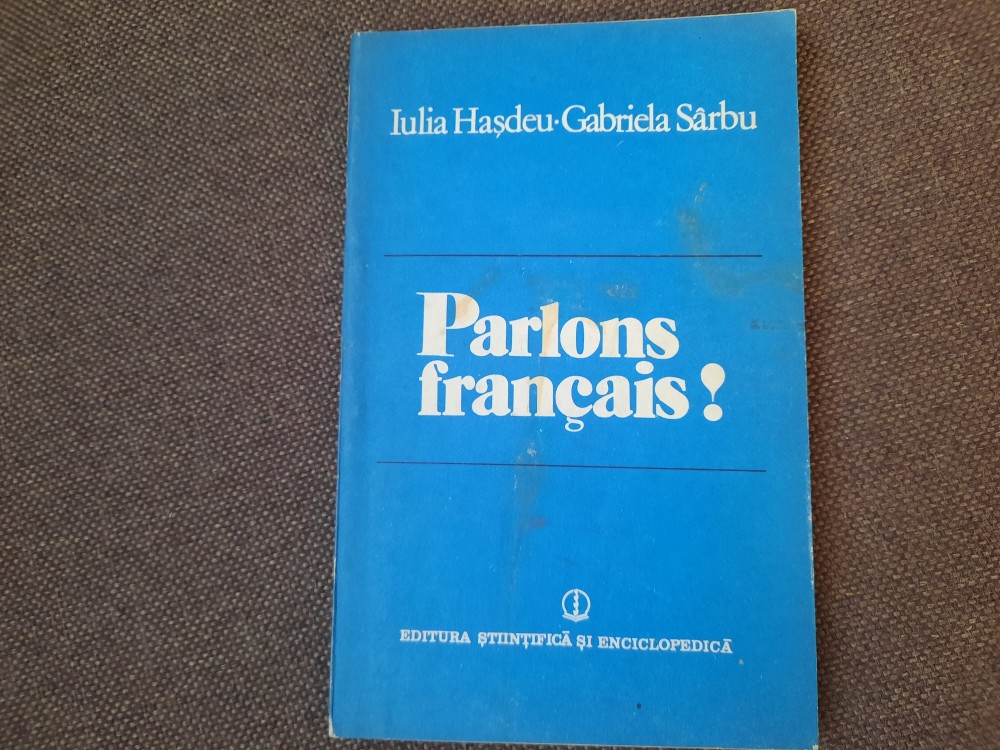 Iulia Hașdeu·Gabriela Sârbu
Parlons
français!
EDITURA ȘTIINȚIFICĂ ȘI ENCICLOPEDICĂ